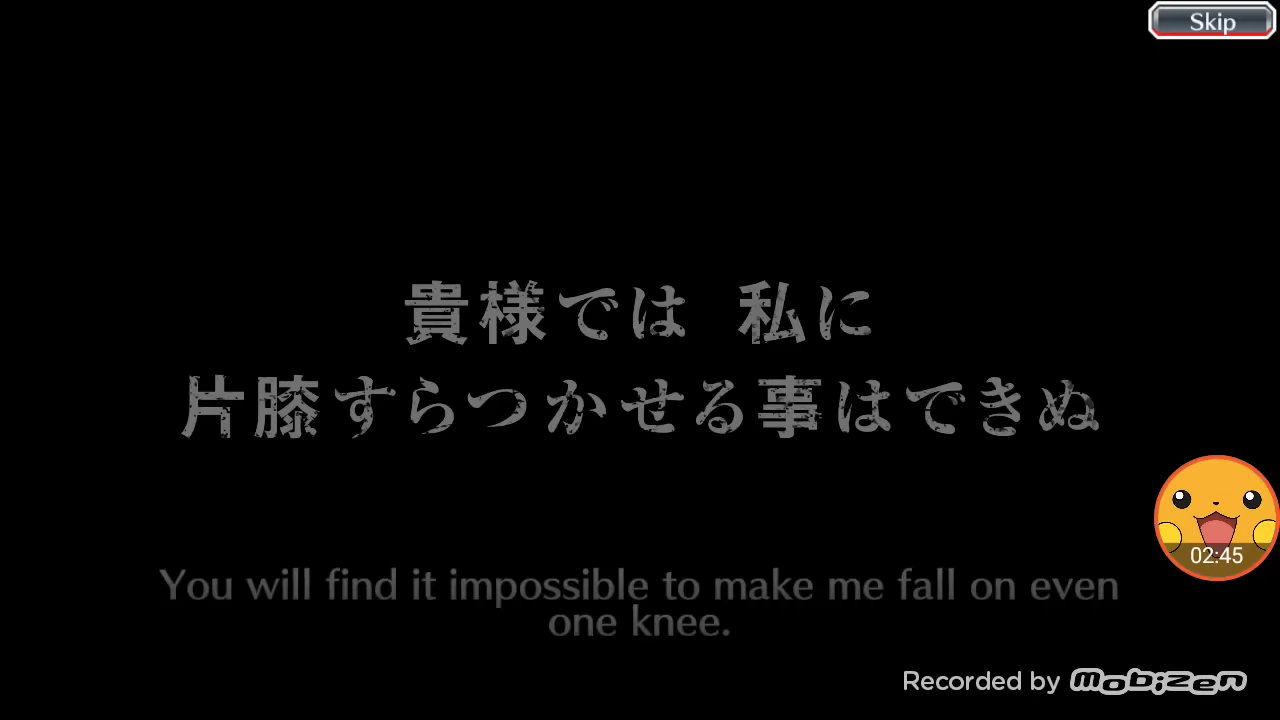 Skip
貴様では 私に
片膝すらつかせる事はできぬ
02:45
You will find it impossible to make me fall on even
one knee.
Recorded by mobizen